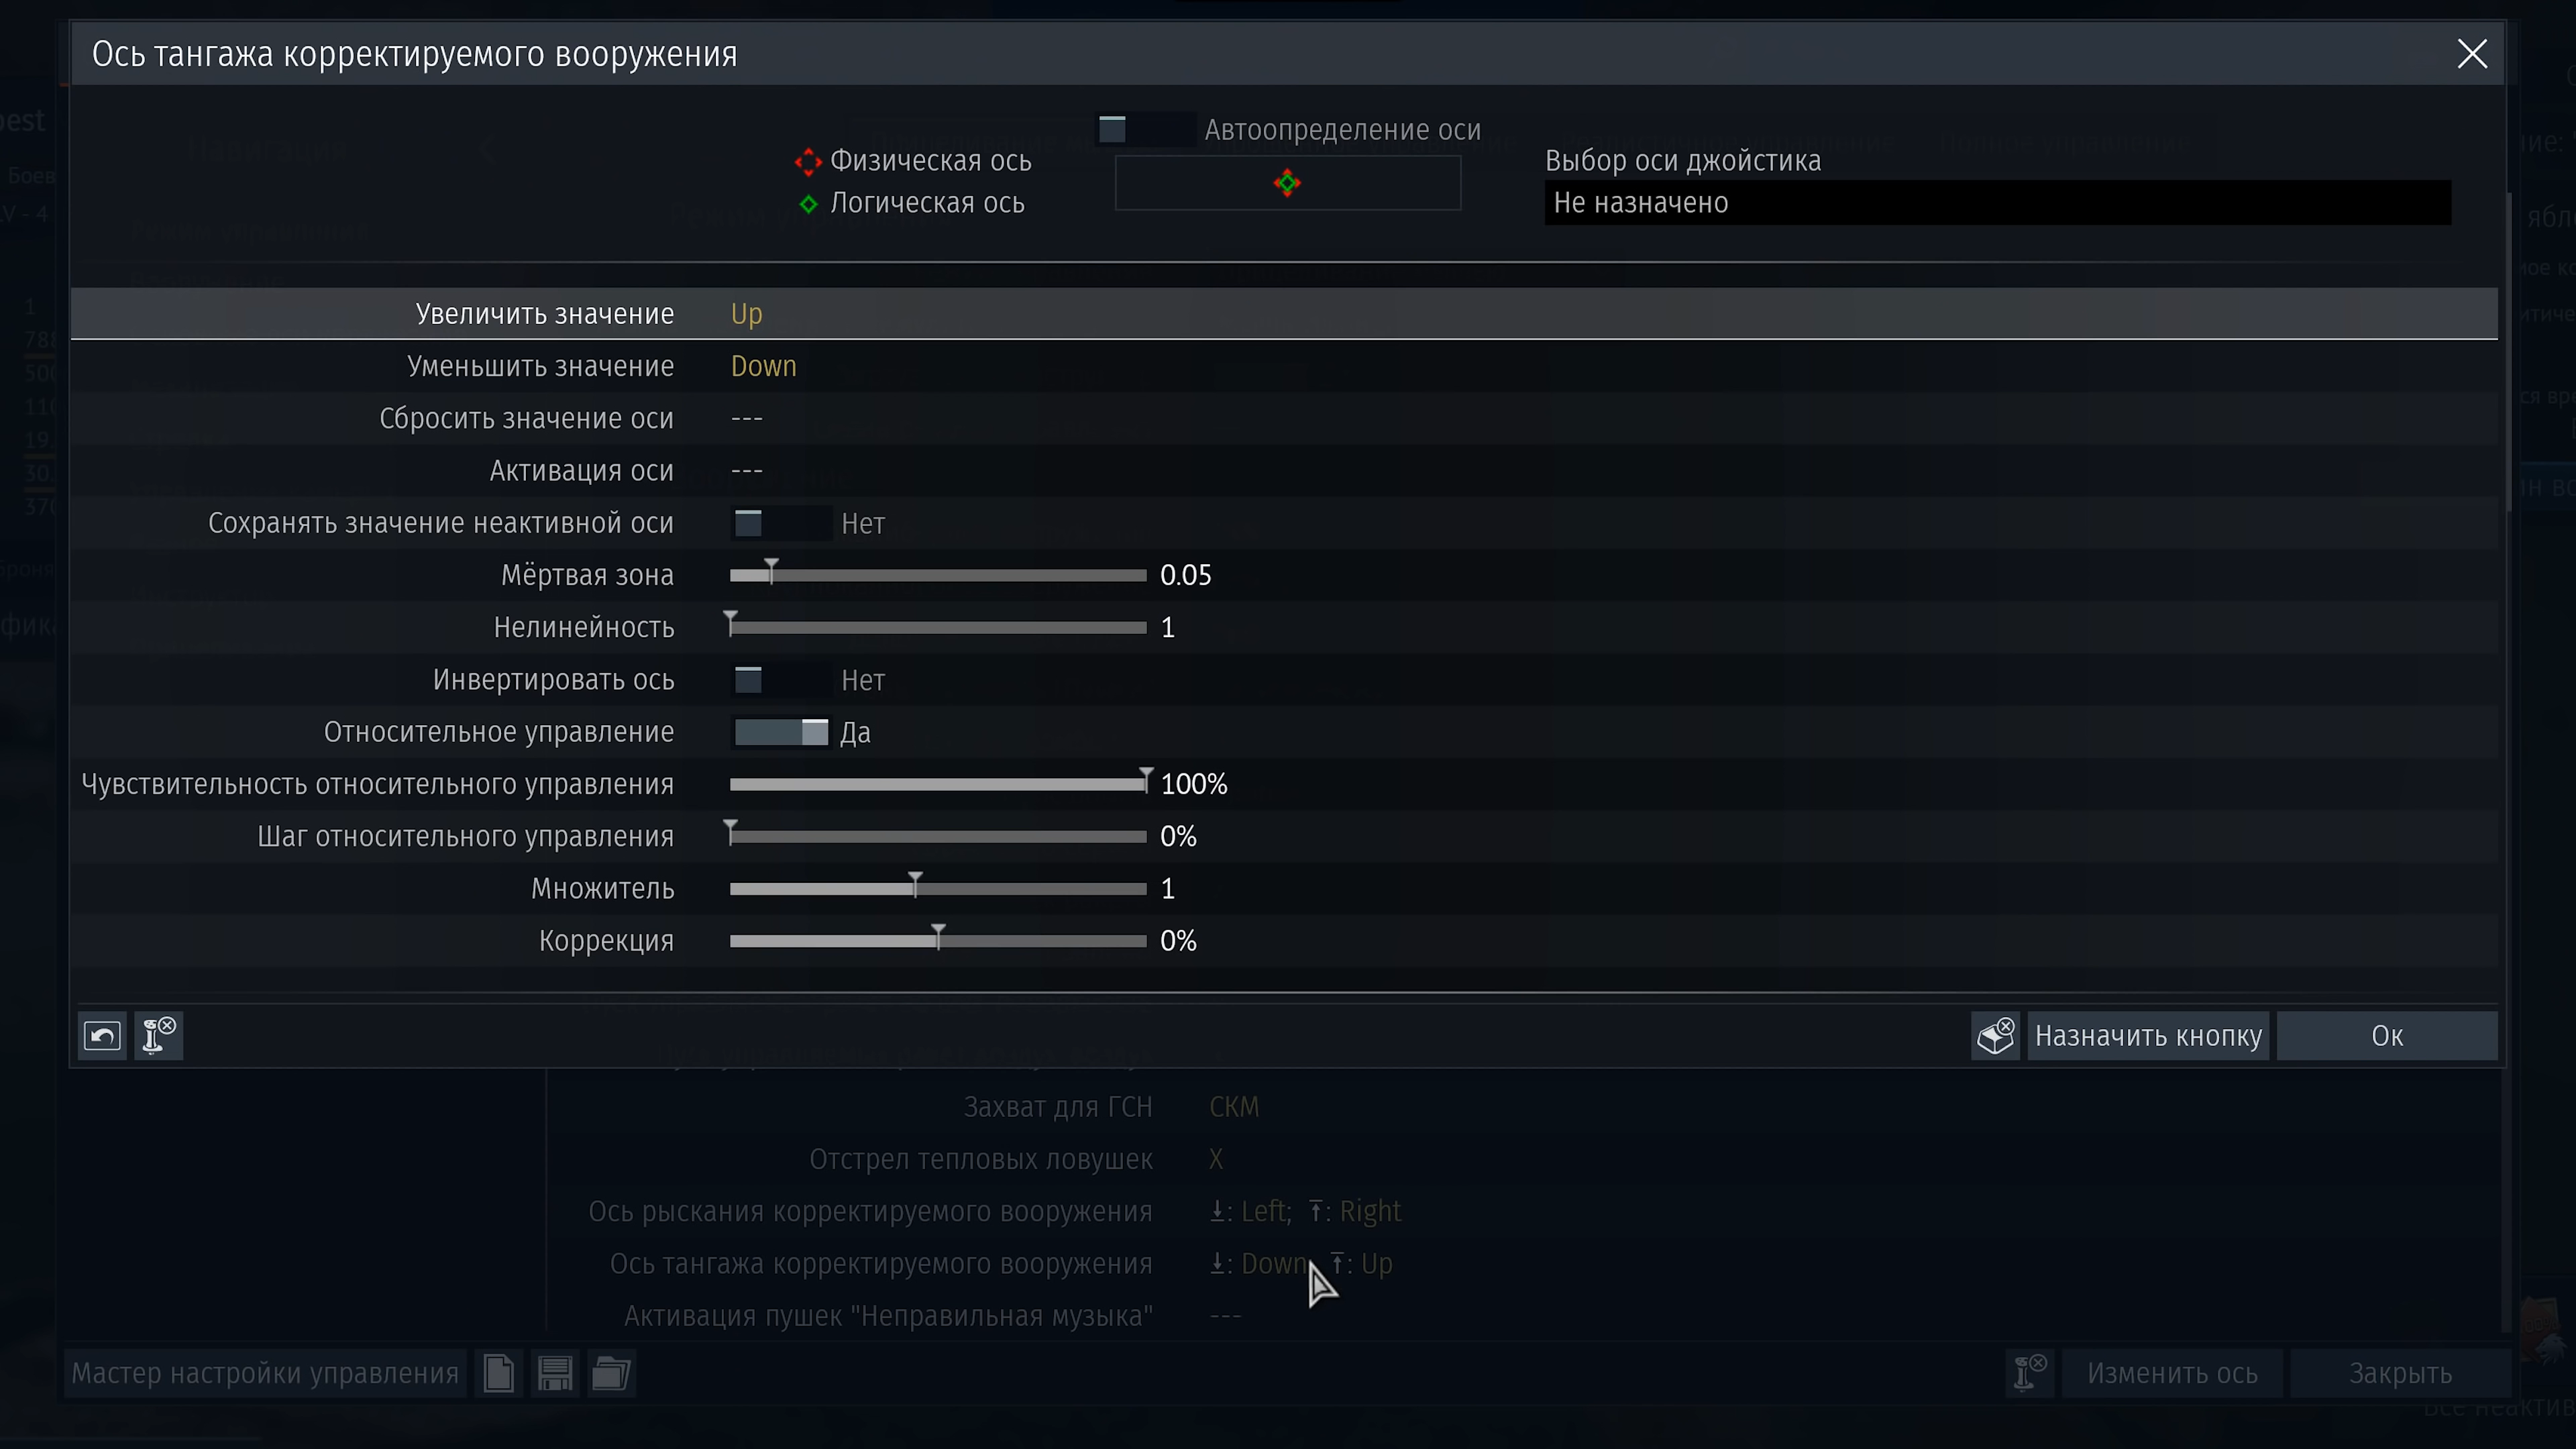 Ось тангажа корректируемого вооружения
Автоопределение оси
Физическая ось
Логическая ось
Выбор оси джойстика
Не назначено
Увеличить значение Up
Уменьшить значение Down
Сбросить значение оси ---
Активация оси ---
Сохранять значение неактивной оси Нет
Мёртвая зона 0.05
Нелинейность 1
Инвертировать ось Нет
Относительное управление Да
Чувствительность относительного управления 100%
Шаг относительного управления 0%
Множитель 1
Коррекция 0%
Назначить кнопку
Ок
Захват для ГСН СКМ
Отстрел тепловых ловушек X
Ось рыскания корректируемого вооружения : Left; : Right
Ось тангажа корректируемого вооружения : Down : Up
Активация пушек "Неправильная музыка" ---
Мастер настройки управления
Изменить ось
Закрыть